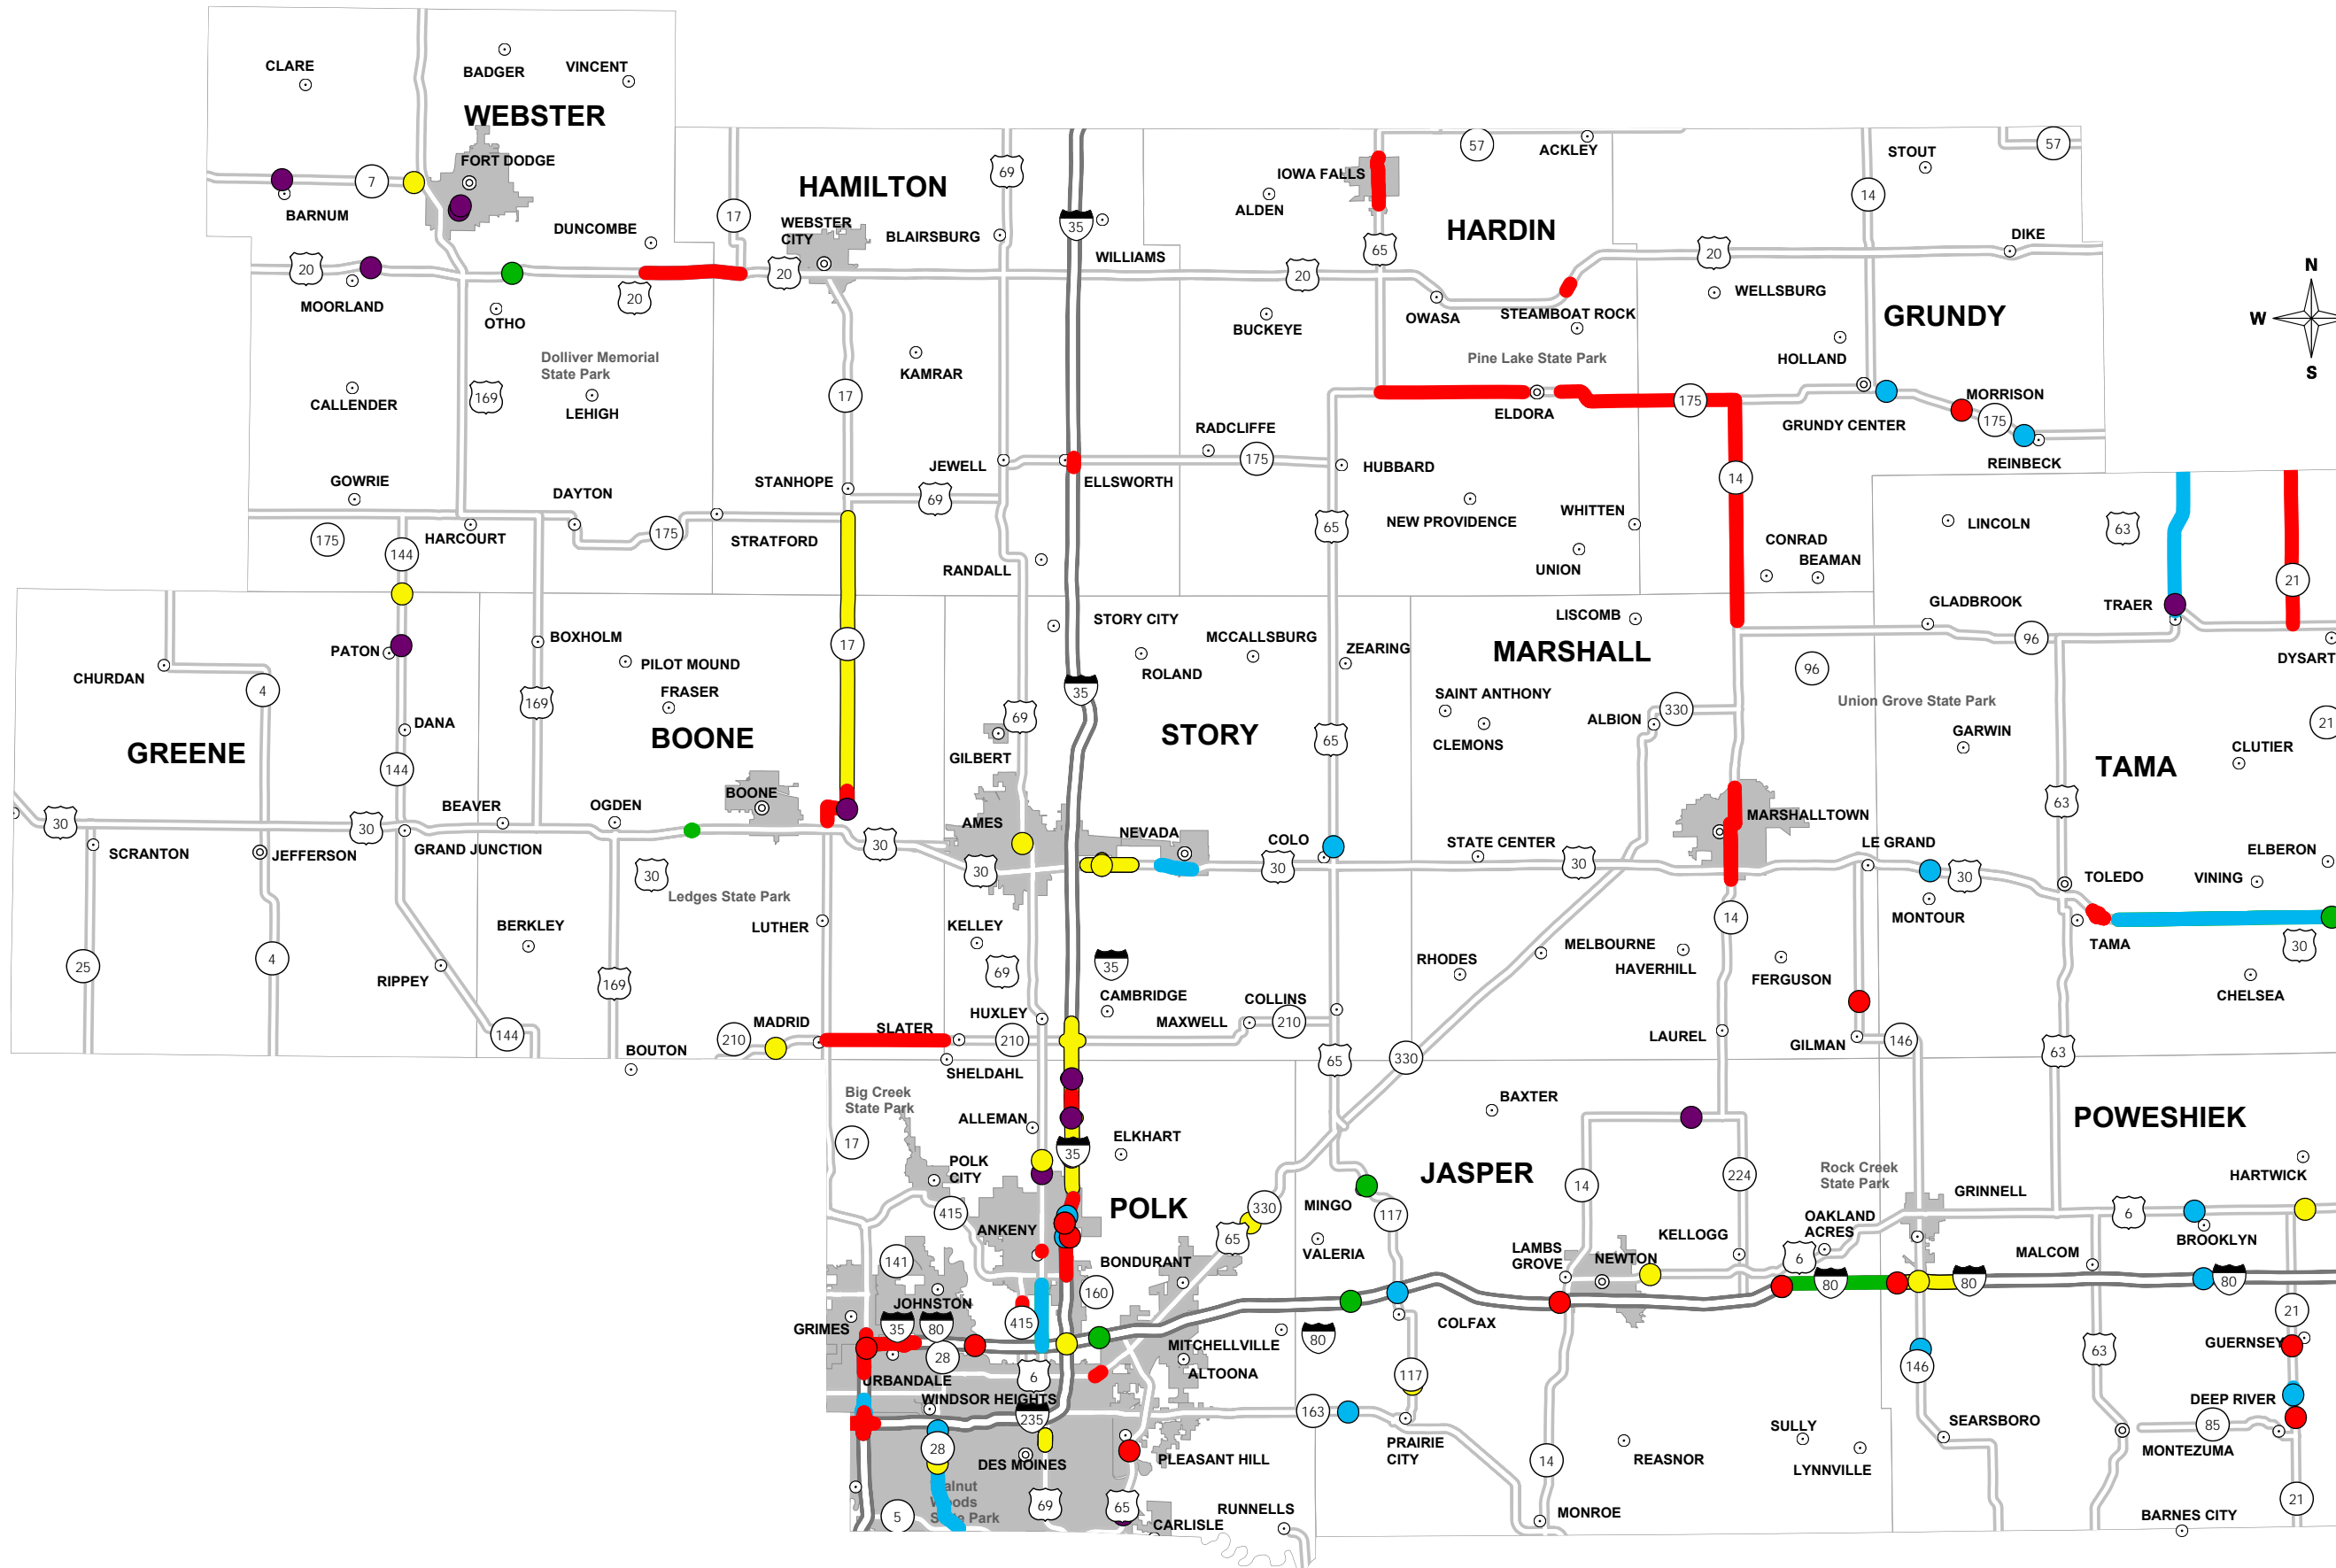 CLARE
BADGER
VINCENT
WEBSTER
FORT DODGE
7
BARNUM
DUNCOMBE
20
MOORLAND
OTHO
20
Dolliver Memorial
State Park
LEHIGH
CALLENDER
169
GOWRIE
DAYTON
HARCOURT
175
144
175
STRATFORD
HAMILTON
17
WEBSTER
CITY
20
BLAIRSBURG
69
35
WILLIAMS
KAMRAR
17
STANHOPE
JEWELL
ELLSWORTH
69
RANDALL
IOWA FALLS
57
ACKLEY
ALDEN
65
HARDIN
20
BUCKEYE
OWASA
STEAMBOAT ROCK
Pine Lake State Park
ELDORA
RADCLIFFE
175
HUBBARD
65
NEW PROVIDENCE
WHITTEN
UNION
STOUT
57
14
DIKE
20
WELLSBURG
GRUNDY
HOLLAND
175
MORRISON
175
GRUNDY CENTER
REINBECK
14
CONRAD
BEAMAN
N
W
S
LINCOLN
63
21
GLADBROOK
TRAER
96
DYSART
CHURDAN
4
PATON
DANA
GREENE
144
30
SCRANTON
JEFFERSON
30
GRAND JUNCTION
25
4
RIPPEY
144
BOXHOLM
PILOT MOUND
FRASER
169
BOONE
BEAVER
OGDEN
BOONE
30
30
Ledges State Park
BERKLEY
LUTHER
169
17
BOUTON
210
MADRID
SLATER
SHELDAHL
STORY CITY
ROLAND
MCCALLSBURG
ZEARING
35
69
GILBERT
STORY
65
AMES
NEVADA
COLO
30
30
KELLEY
69
35
CAMBRIDGE
HUXLEY
210
MAXWELL
COLLINS
210
65
LISCOMB
MARSHALL
SAINT ANTHONY
CLEMONS
ALBION
330
96
STATE CENTER
30
MARSHALLTOWN
LE GRAND
14
RHODES
MELBOURNE
HAVERHILL
FERGUSON
LAUREL
GILMAN
146
330
Union Grove State Park
GARWIN
21
CLUTIER
TAMA
63
ELBERON
TOLEDO
VINING
30
MONTOUR
TAMA
30
CHELSEA
63
Big Creek
State Park
17
ALLEMAN
35
ELKHART
POLK
CITY
415
POLK
ANKENY
330
65
141
BONDURANT
160
JOHNSTON
35
80
415
GRIMES
28
MITCHELLVILLE
80
ALTOONA
6
URBANDALE
WINDSOR HEIGHTS
235
28
DES MOINES
PLEASANT HILL
Walnut
Woods
State Park
5
69
65
CARLISLE
RUNNELLS
BAXTER
JASPER
14
224
MINGO
117
VALERIA
LAMBS
GROVE
NEWTON
KELLOGG
COLFAX
117
163
PRAIRIE
CITY
14
REASNOR
SULLY
LYNNVILLE
MONROE
POWESHIEK
Rock Creek
State Park
GRINNELL
HARTWICK
OAKLAND
ACRES
6
6
BROOKLYN
MALCOM
80
80
80
21
GUERNSEY
146
63
DEEP RIVER
SEARSBORO
85
MONTEZUMA
21
BARNES CITY